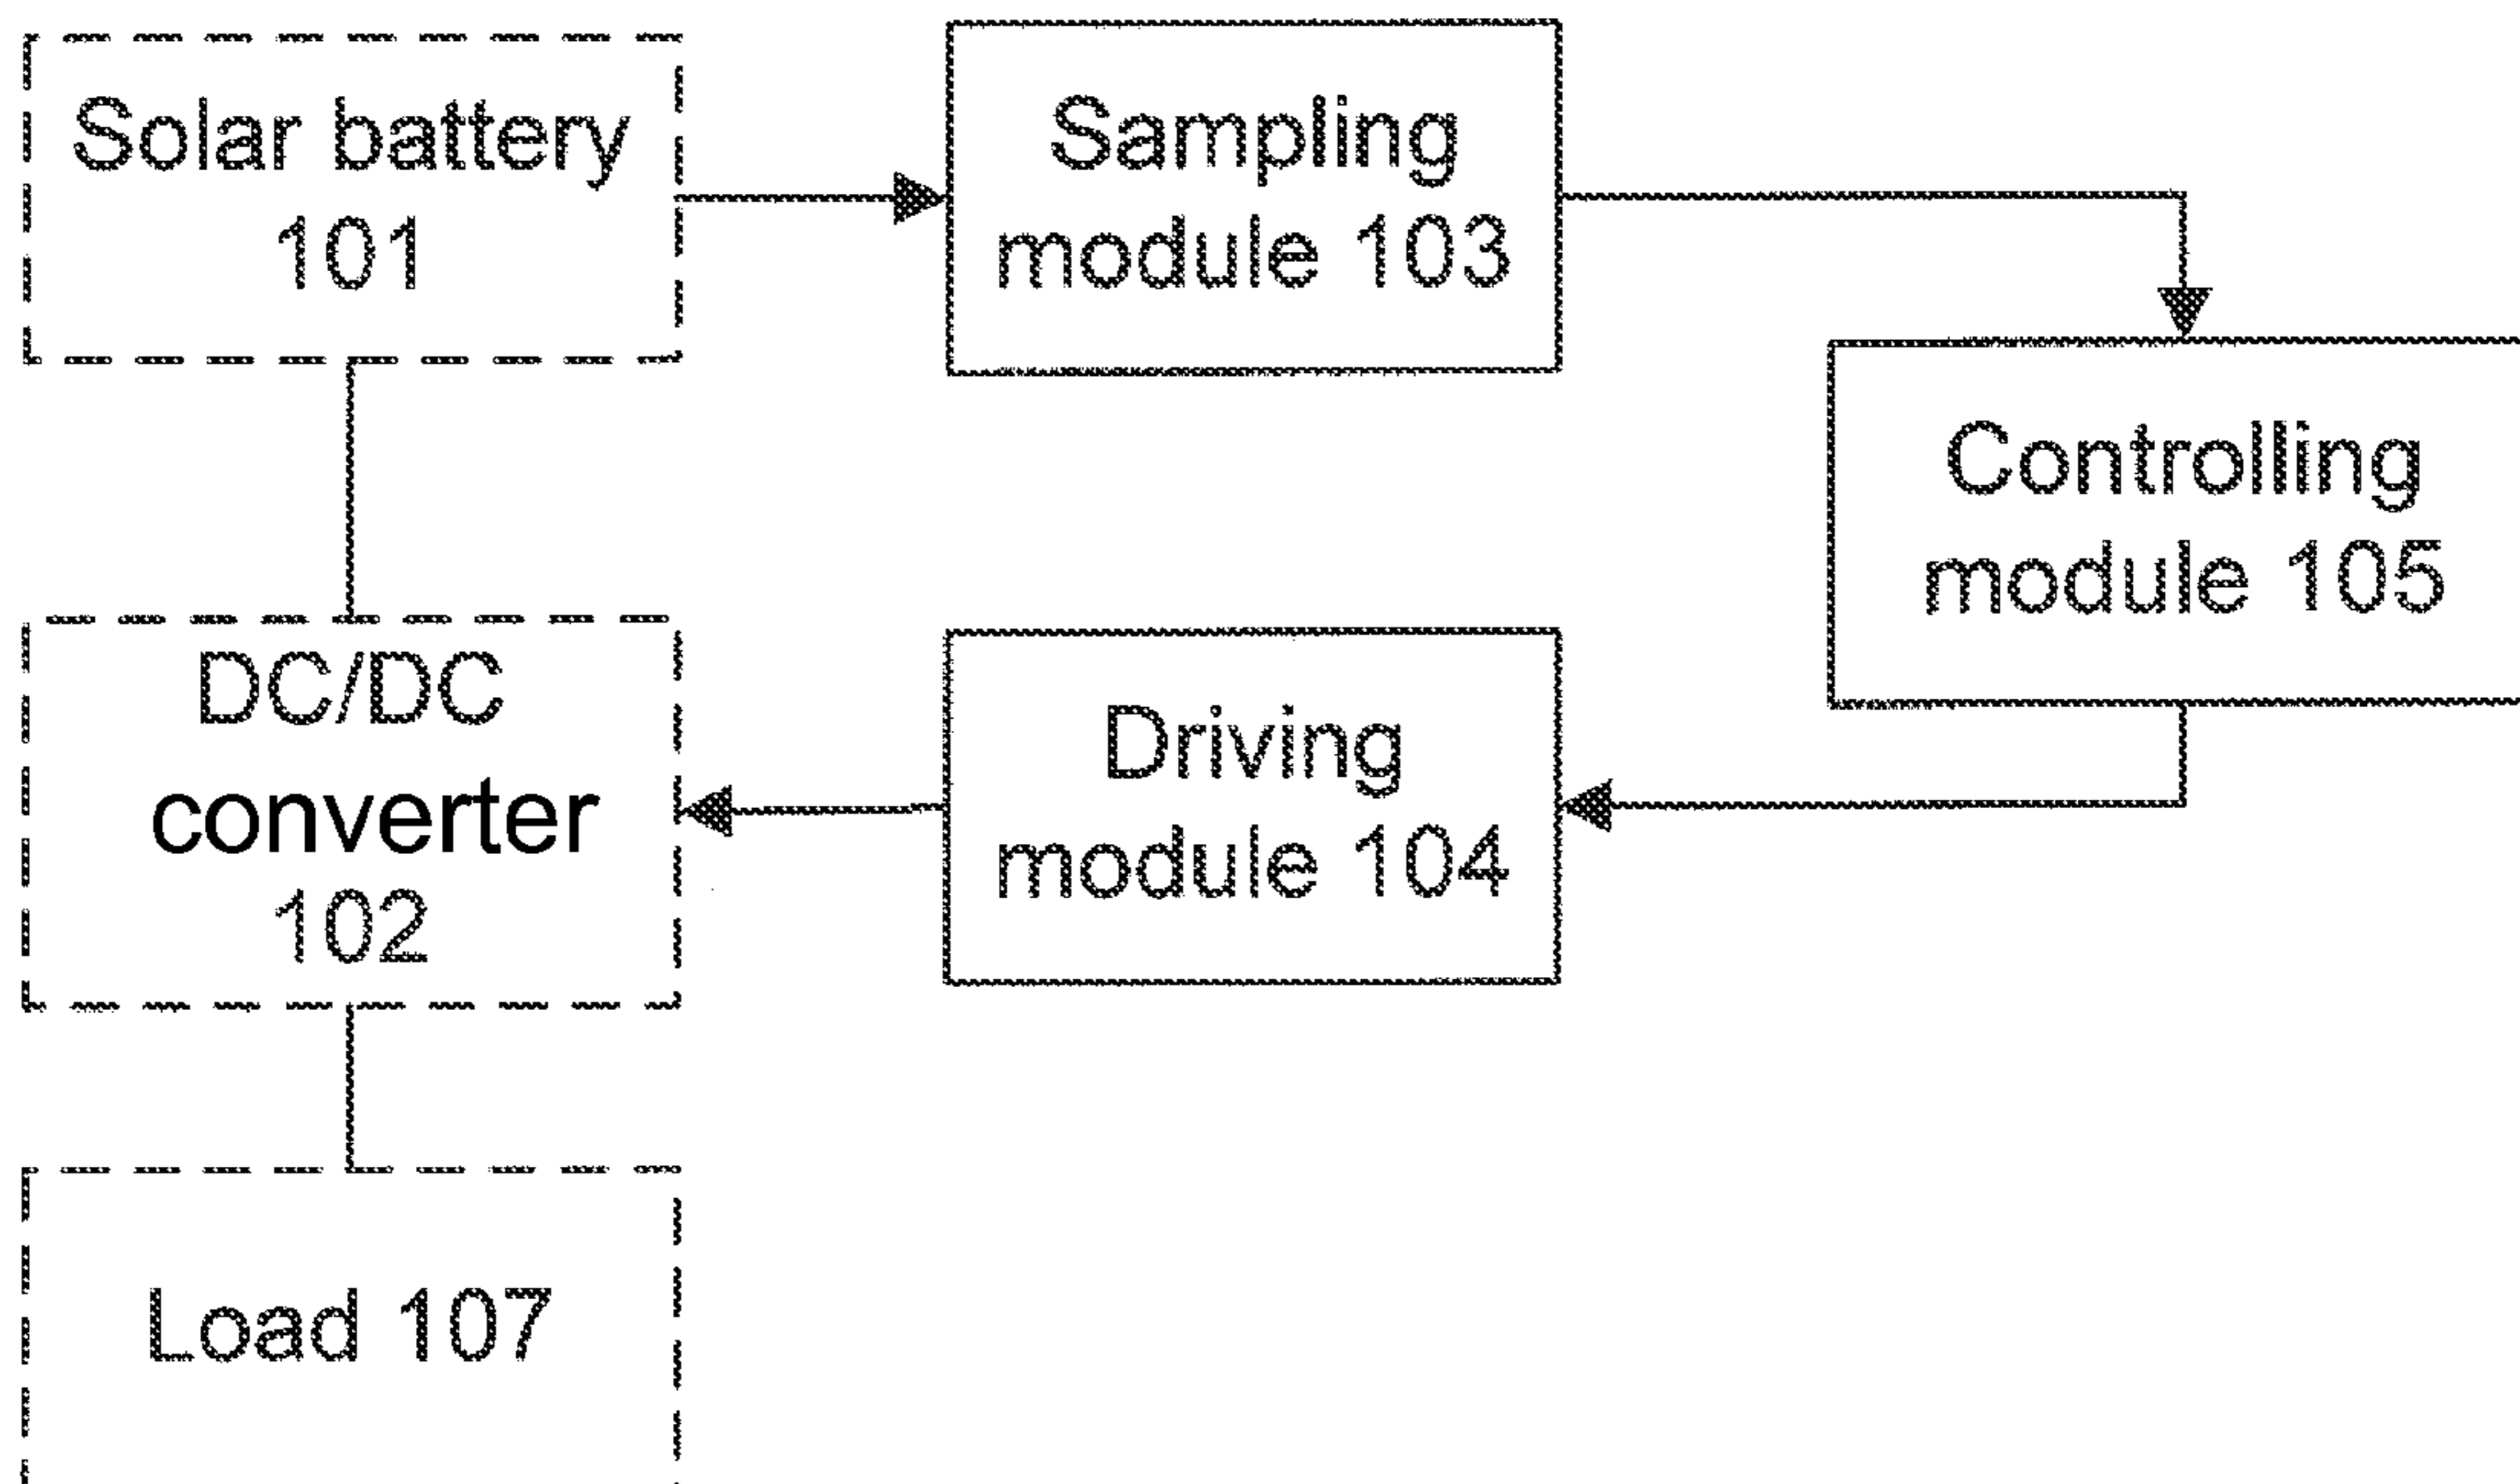 Solar battery
101
Sampling
module 103
Controlling
module 105
DC/DC
converter
102
Driving
module 104
Load 107